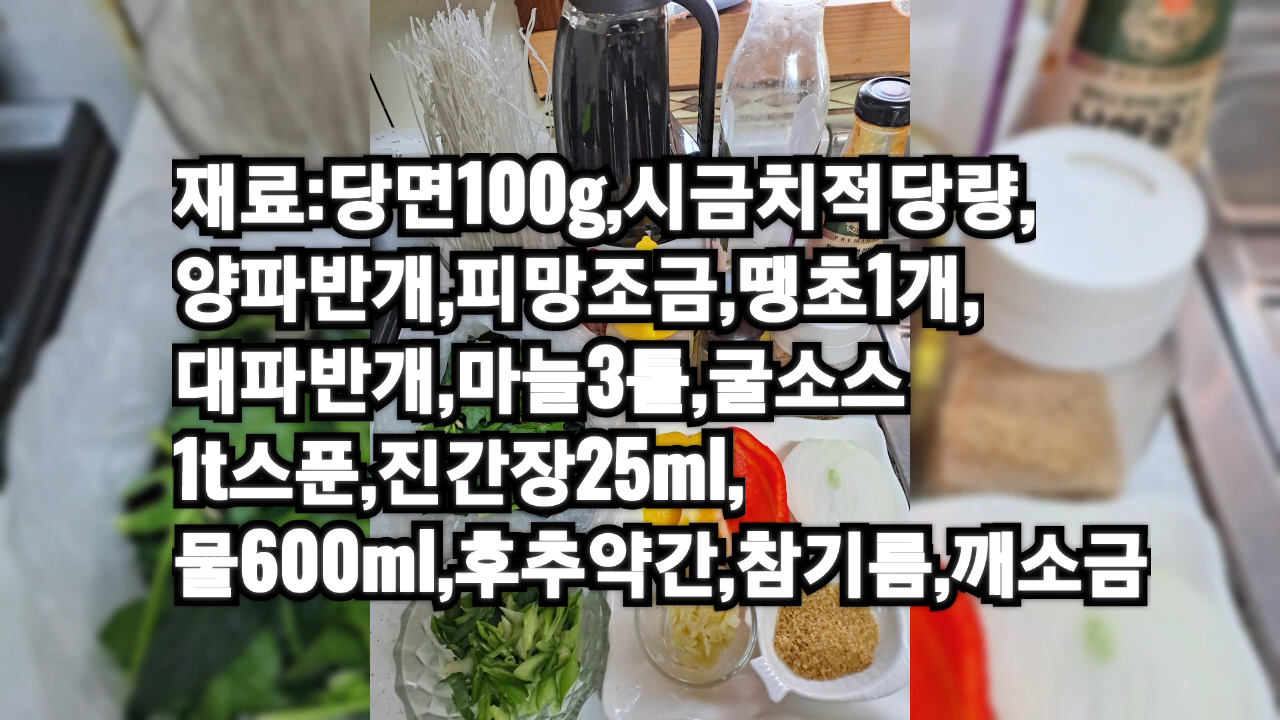 재료:당면100g,시금치적당량,
양파반개,피망조금,땡초1개,
대파반개,마늘3톨,굴소스
1t스푼,진간장25ml,
물600ml,후추약간,참기름,깨소금